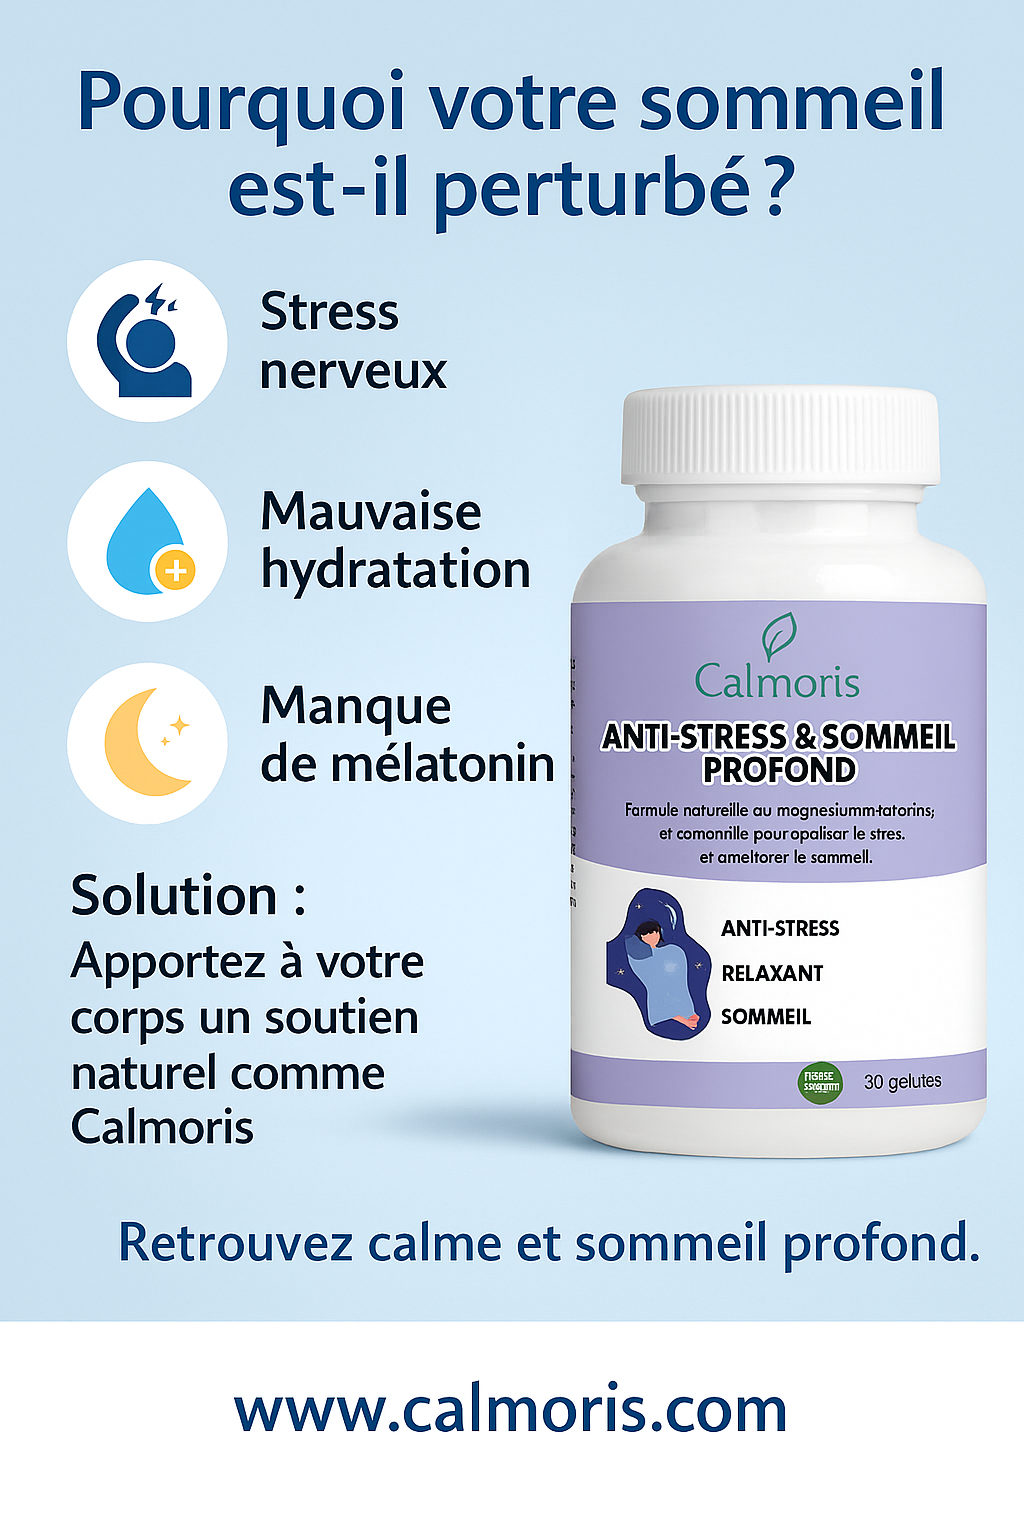 Pourquoi votre sommeil
est-il perturbé ?
Stress
nerveux
Mauvaise
hydratation
Manque
de mélatonin
Solution :
Apportez à votre
corps un soutien
naturel comme
Calmoris
Calmoris
ANTI-STRESS & SOMMEIL
PROFOND
Farmule natureille au mognesiumm-tatorins;
et comonrille pour opalisar le stres.
et ameltorer le sammell.
ANTI-STRESS
RELAXANT
SOMMEIL
30 gelutes
Retrouvez calme et sommeil profond.
www.calmoris.com